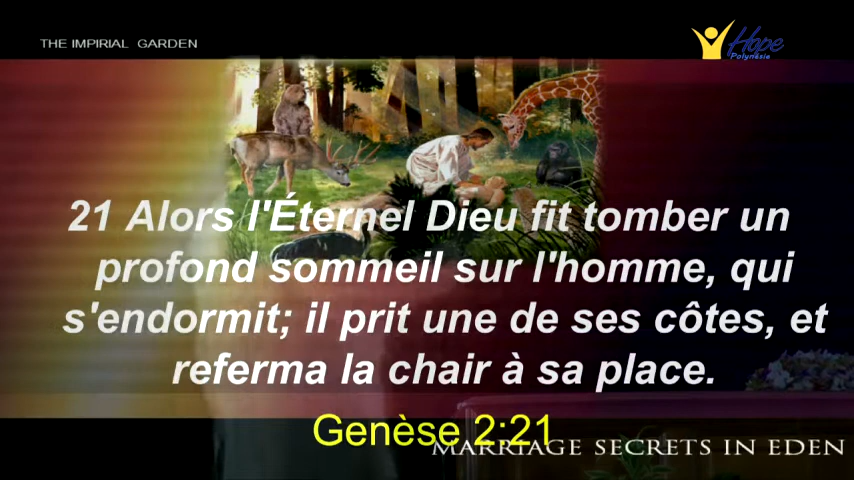 THE IMPIRIAL GARDEN
Hope
Polynésie
21 Alors l'Éternel Dieu fit tomber un
profond sommeil sur l'homme, qui
s'endormit; il prit une de ses côtes, et
referma la chair à sa place.
Genèse 2:21
MARRIAGE SECRETS IN EDEN